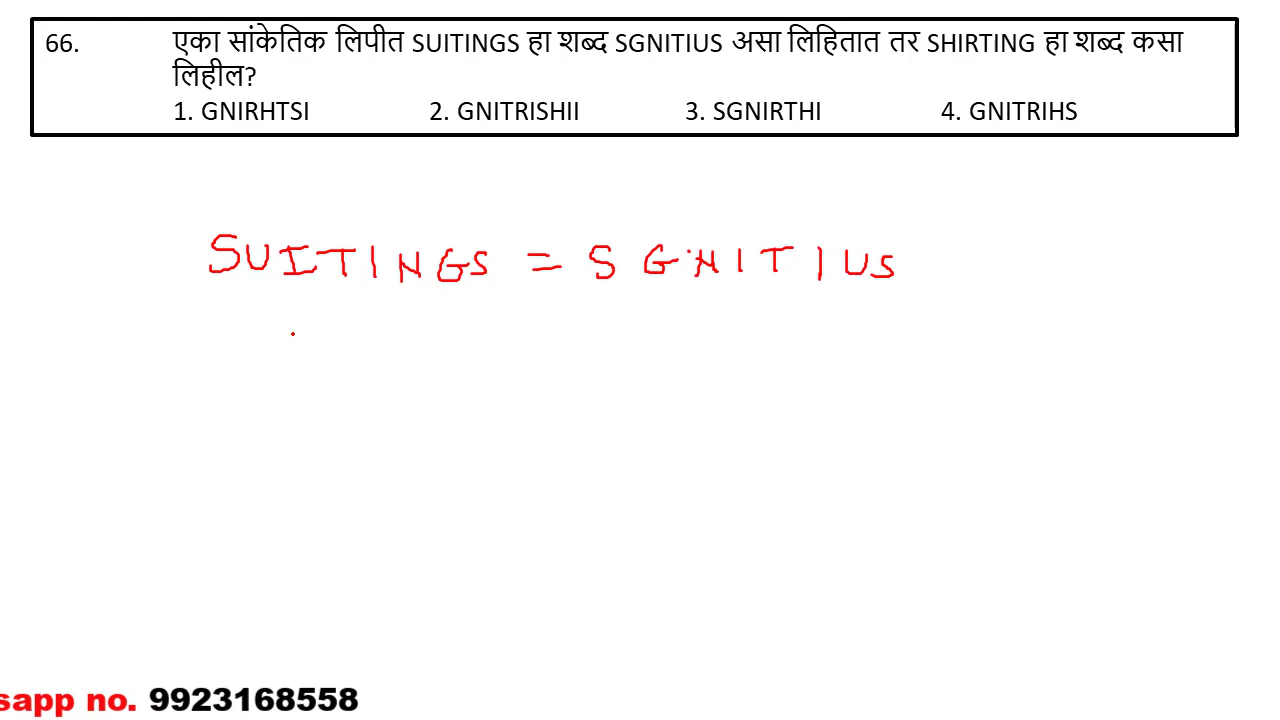 66. एका सांकेतिक लिपीत SUITINGS हा शब्द SGNITIUS असा लिहितात तर SHIRTING हा शब्द कसा
लिहील?
1. GNIRHTSI 2. GNITRISHII 3. SGNIRTHI 4. GNITRIHS
SUITINGS = SGNITIUS
sapp no. 9923168558